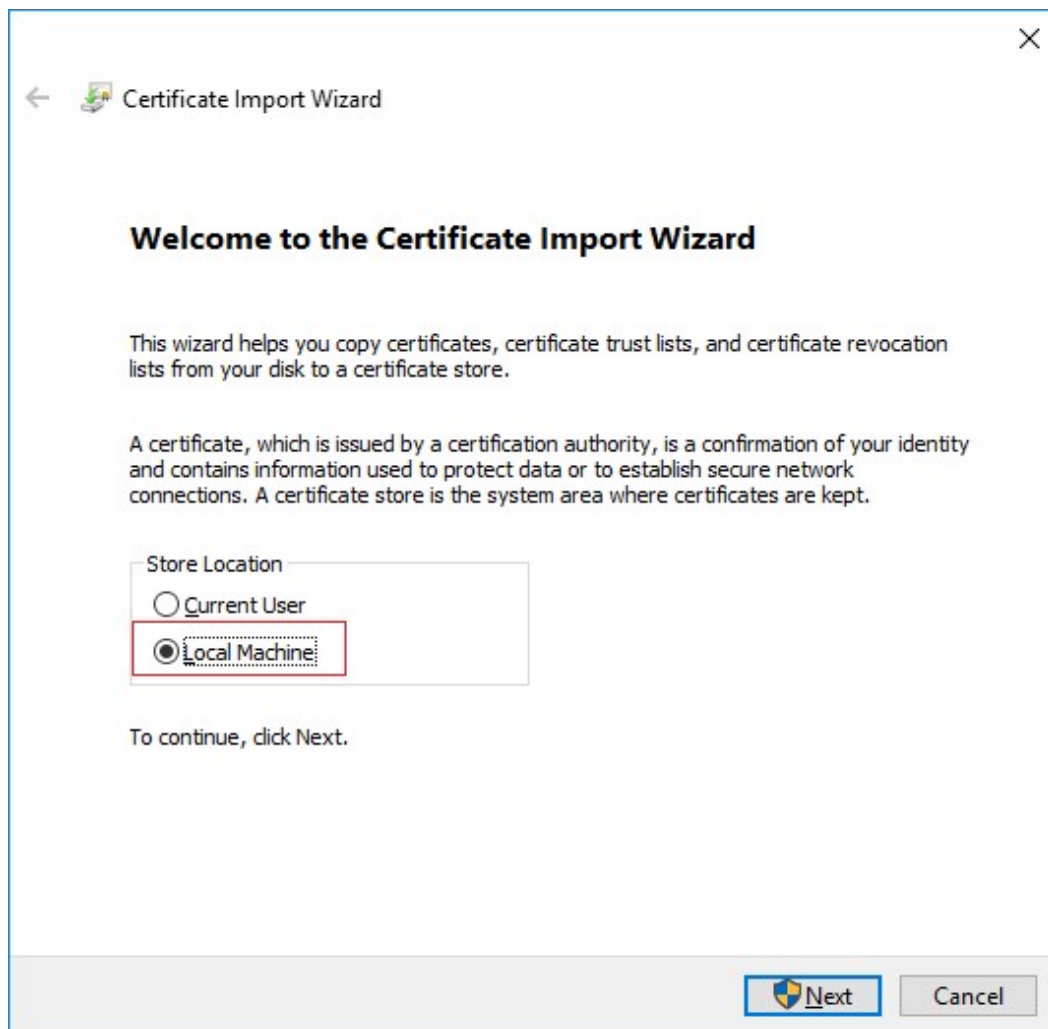 Certificate Import Wizard
Welcome to the Certificate Import Wizard
This wizard helps you copy certificates, certificate trust lists, and certificate revocation
lists from your disk to a certificate store.
A certificate, which is issued by a certification authority, is a confirmation of your identity
and contains information used to protect data or to establish secure network
connections. A certificate store is the system area where certificates are kept.
Store Location
Current User
Local Machine
To continue, click Next.
Next Cancel